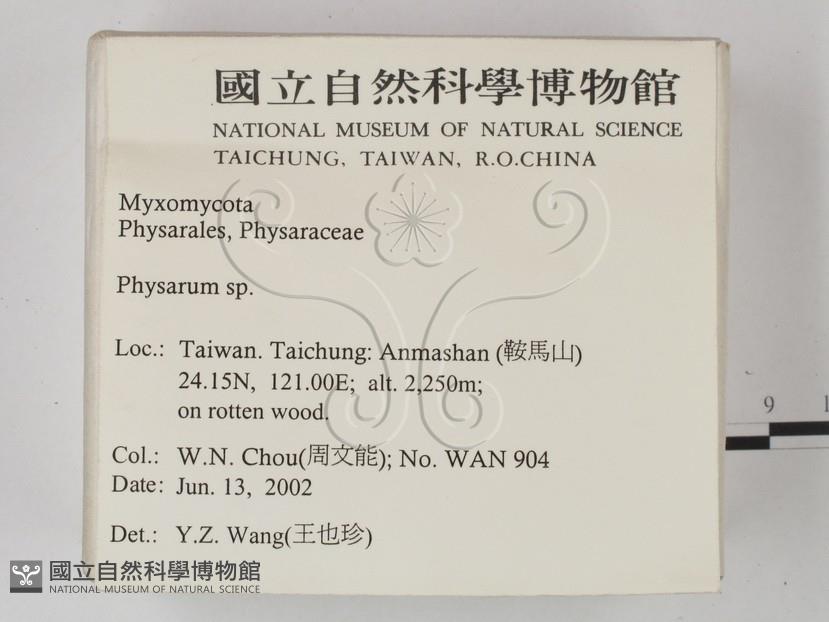 國立自然科學博物館
NATIONAL MUSEUM OF NATURAL SCIENCE
TAICHUNG, TAIWAN, R.O.CHINA
Myxomycota
Physarales, Physaraceae
Physarum sp.
Loc.: Taiwan. Taichung: Anmashan (鞍馬山)
24.15N, 121.00E; alt. 2,250m;
on rotten wood.
Col.: W.N. Chou(周文能); No. WAN 904
Date: Jun. 13, 2002
Det.: Y.Z. Wang(王也珍)
9
國立自然科學博物館
NATIONAL MUSEUM OF NATURAL SCIENCE